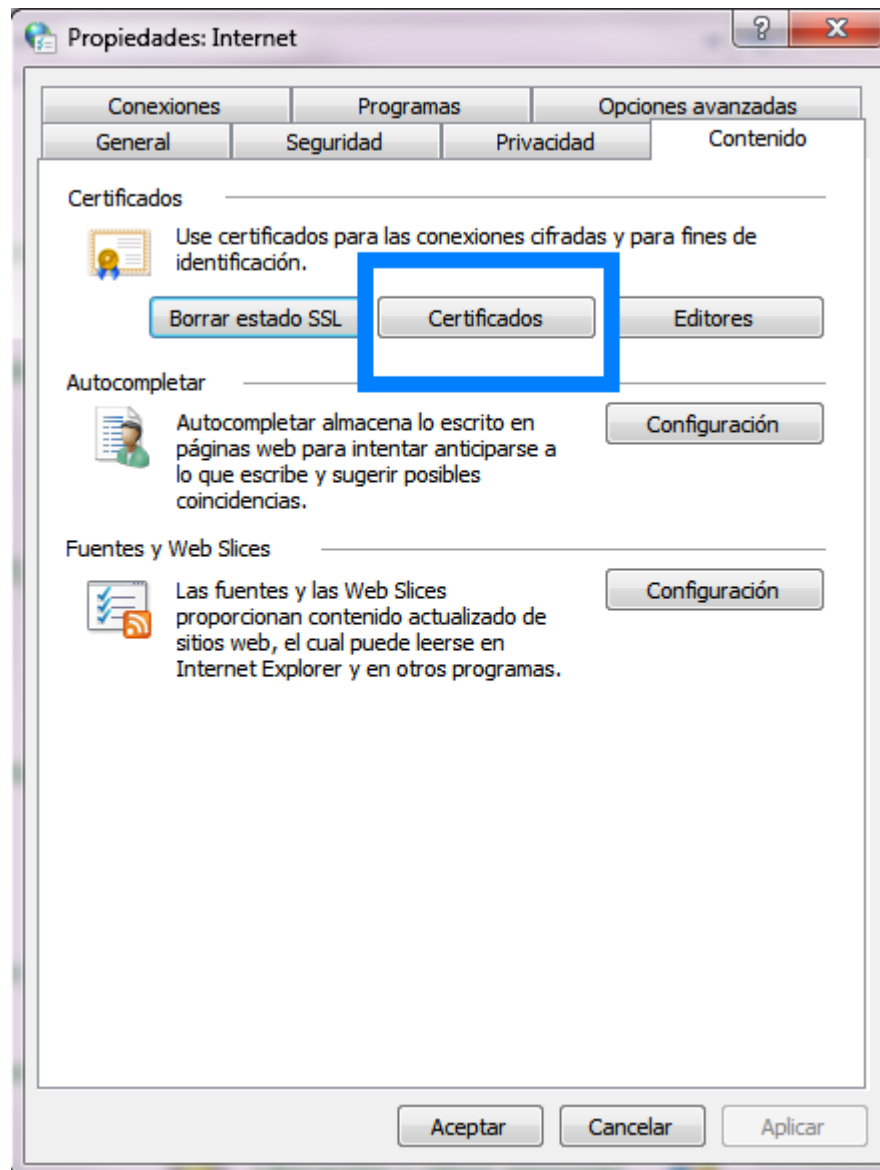 Propiedades: Internet
Conexiones
Programas
Opciones avanzadas
General
Seguridad
Privacidad
Contenido
Certificados
Use certificados para las conexiones cifradas y para fines de
identificación.
Borrar estado SSL
Certificados
Editores
Autocompletar
Autocompletar almacena lo escrito en
páginas web para intentar anticiparse a
lo que escribe y sugerir posibles
coincidencias.
Configuración
Fuentes y Web Slices
Las fuentes y las Web Slices
proporcionan contenido actualizado de
sitios web, el cual puede leerse en
Internet Explorer y en otros programas.
Configuración
Aceptar
Cancelar
Aplicar